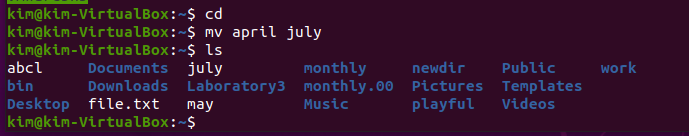 kim@kim-VirtualBox:~$ cd
kim@kim-VirtualBox:~$ mv april july
kim@kim-VirtualBox:~$ ls
abcl Documents july monthly newdir Public work
bin Downloads Laboratory3 monthly.00 Pictures Templates
Desktop file.txt may Music playful Videos
kim@kim-VirtualBox:~$